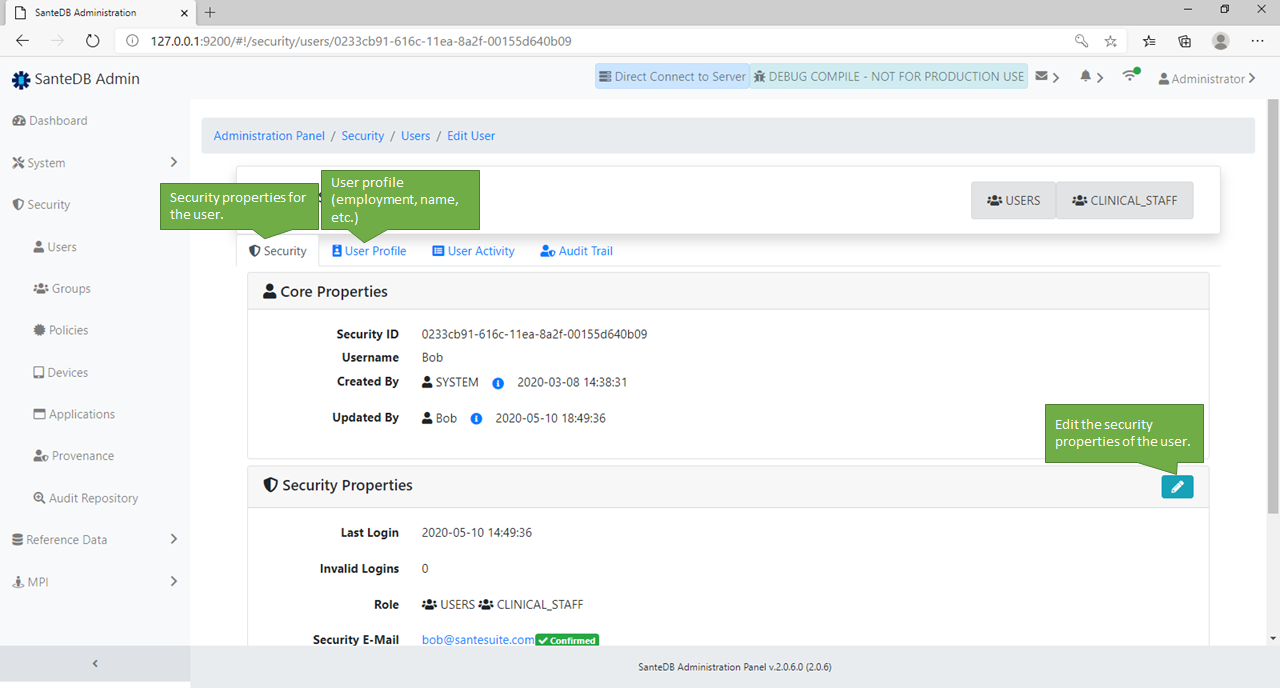 SanteDB Administration
127.0.0.1:9200/#!/security/users/0233cb91-616c-11ea-8a2f-00155d640b09
SanteDB Admin
Direct Connect to Server
DEBUG COMPILE - NOT FOR PRODUCTION USE
Administrator
Dashboard
System
Security
Users
Groups
Policies
Devices
Applications
Provenance
Audit Repository
Reference Data
MPI
Administration Panel / Security / Users / Edit User
Security properties for
the user.
User profile
(employment, name,
etc.)
USERS
CLINICAL_STAFF
Security
User Profile
User Activity
Audit Trail
Core Properties
Security ID 0233cb91-616c-11ea-8a2f-00155d640b09
Username Bob
Created By SYSTEM 2020-03-08 14:38:31
Updated By Bob 2020-05-10 18:49:36
Edit the security
properties of the user.
Security Properties
Last Login 2020-05-10 14:49:36
Invalid Logins 0
Role USERS CLINICAL_STAFF
Security E-Mail bob@santesuite.com Confirmed
SanteDB Administration Panel v.2.0.6.0 (2.0.6)